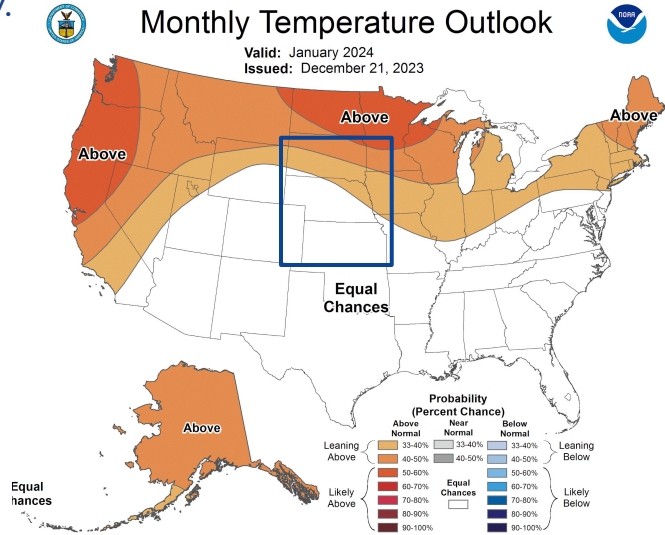 y.
Monthly Temperature Outlook
NOAA
Valid: January 2024
Issued: December 21, 2023
Above
Above
Above
Equal
Chances
Above
Equal
hances
Probability
(Percent Chance)
Above
Normal
Near
Normal
Below
Normal
Leaning
Above
33-40%
40-50%
33-40%
40-50%
33-40%
40-50%
Leaning
Below
Likely
Above
50-60%
60-70%
70-80%
80-90%
90-100%
Equal
Chances
50-60%
60-70%
70-80%
80-90%
90-100%
Likely
Below